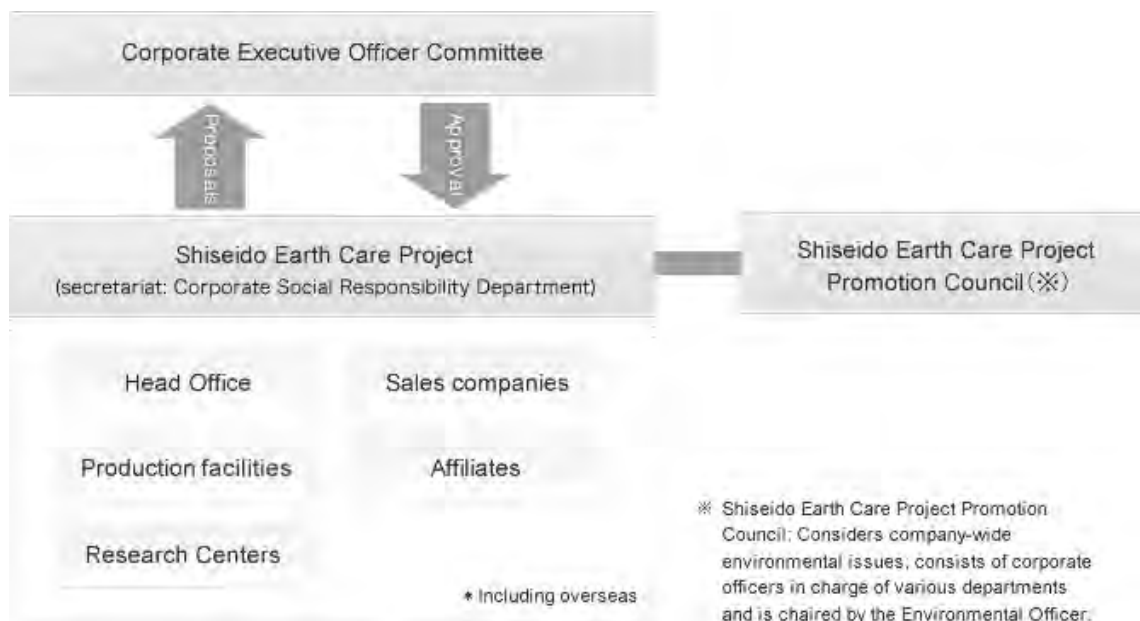 Corporate Executive Officer Committee
Proposals
Approval
Shiseido Earth Care Project
(secretariat: Corporate Social Responsibility Department)
Shiseido Earth Care Project
Promotion Council(※)
Head Office
Sales companies
Production facilities
Affiliates
Research Centers
* Including overseas
※ Shiseido Earth Care Project Promotion
Council: Considers company-wide
environmental issues, consists of corporate
officers in charge of various departments
and is chaired by the Environmental Officer.